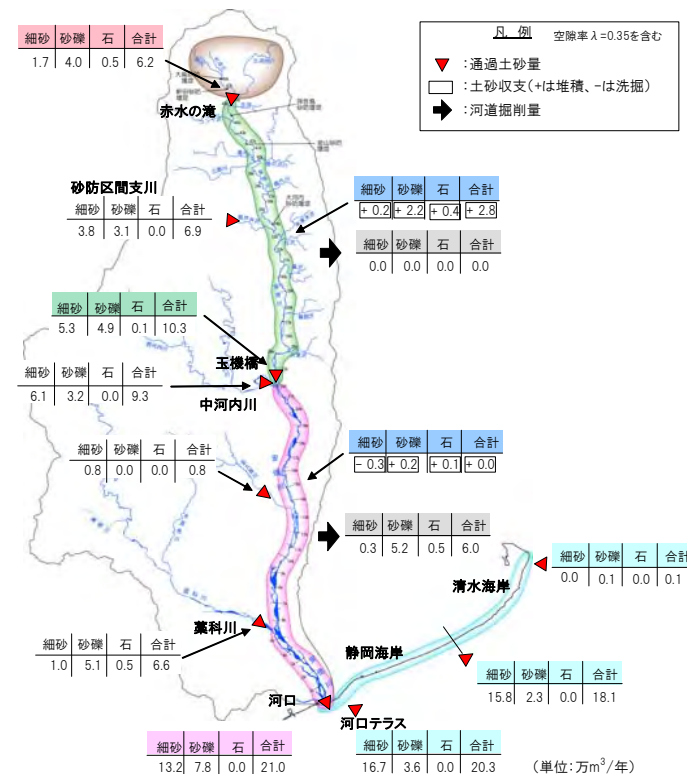 凡 例 空隙率λ=0.35を含む
:通過土砂量
:土砂収支(+は堆積、-は洗掘)
:河道掘削量
細砂 砂礫 石 合計
1.7 4.0 0.5 6.2
赤水の滝
砂防区間支川
細砂 砂礫 石 合計
3.8 3.1 0.0 6.9
細砂 砂礫 石 合計
+ 0.2 + 2.2 + 0.4 + 2.8
細砂 砂礫 石 合計
0.0 0.0 0.0 0.0
細砂 砂礫 石 合計
5.3 4.9 0.1 10.3
玉機橋
細砂 砂礫 石 合計
6.1 3.2 0.0 9.3
中河内川
細砂 砂礫 石 合計
0.8 0.0 0.0 0.8
細砂 砂礫 石 合計
- 0.3 + 0.2 + 0.1 + 0.0
細砂 砂礫 石 合計
0.3 5.2 0.5 6.0
細砂 砂礫 石 合計
0.0 0.1 0.0 0.1
清水海岸
藁科川
細砂 砂礫 石 合計
1.0 5.1 0.5 6.6
静岡海岸
細砂 砂礫 石 合計
15.8 2.3 0.0 18.1
河口
河口テラス
細砂 砂礫 石 合計
13.2 7.8 0.0 21.0
細砂 砂礫 石 合計
16.7 3.6 0.0 20.3
(単位:万m³/年)